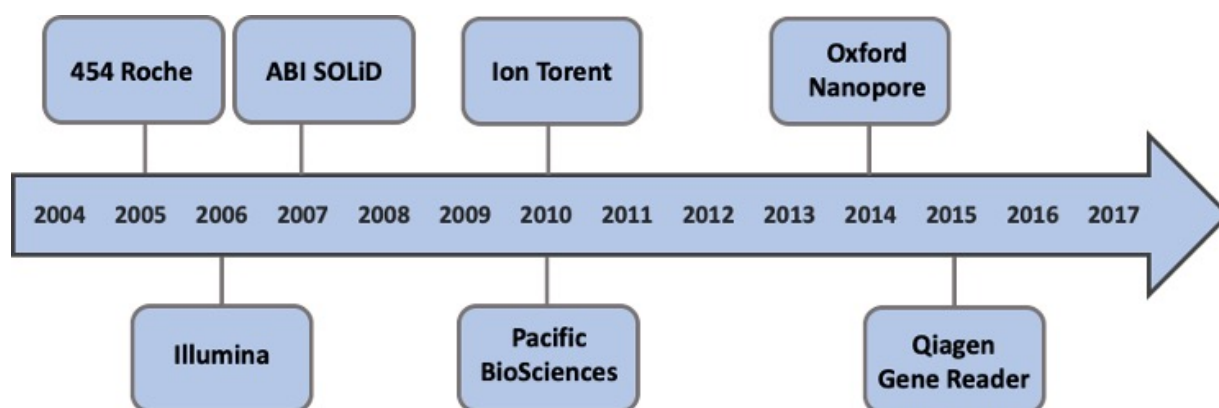 454 Roche
ABI SOLiD
Ion Torent
Oxford
Nanopore
2004 2005 2006 2007 2008 2009 2010 2011 2012 2013 2014 2015 2016 2017
Illumina
Pacific
BioSciences
Qiagen
Gene Reader